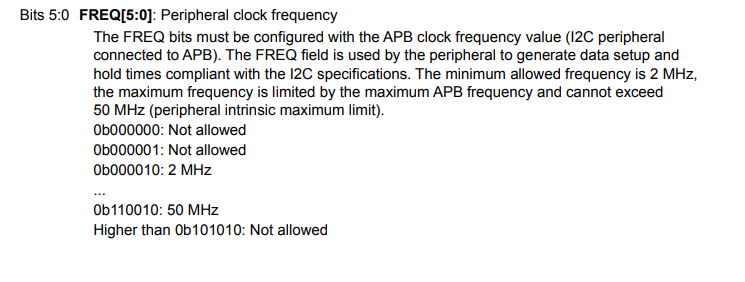 Bits 5:0 FREQ[5:0]: Peripheral clock frequency
The FREQ bits must be configured with the APB clock frequency value (I2C peripheral
connected to APB). The FREQ field is used by the peripheral to generate data setup and
hold times compliant with the I2C specifications. The minimum allowed frequency is 2 MHz,
the maximum frequency is limited by the maximum APB frequency and cannot exceed
50 MHz (peripheral intrinsic maximum limit).
0b000000: Not allowed
0b000001: Not allowed
0b000010: 2 MHz
...
0b110010: 50 MHz
Higher than 0b101010: Not allowed